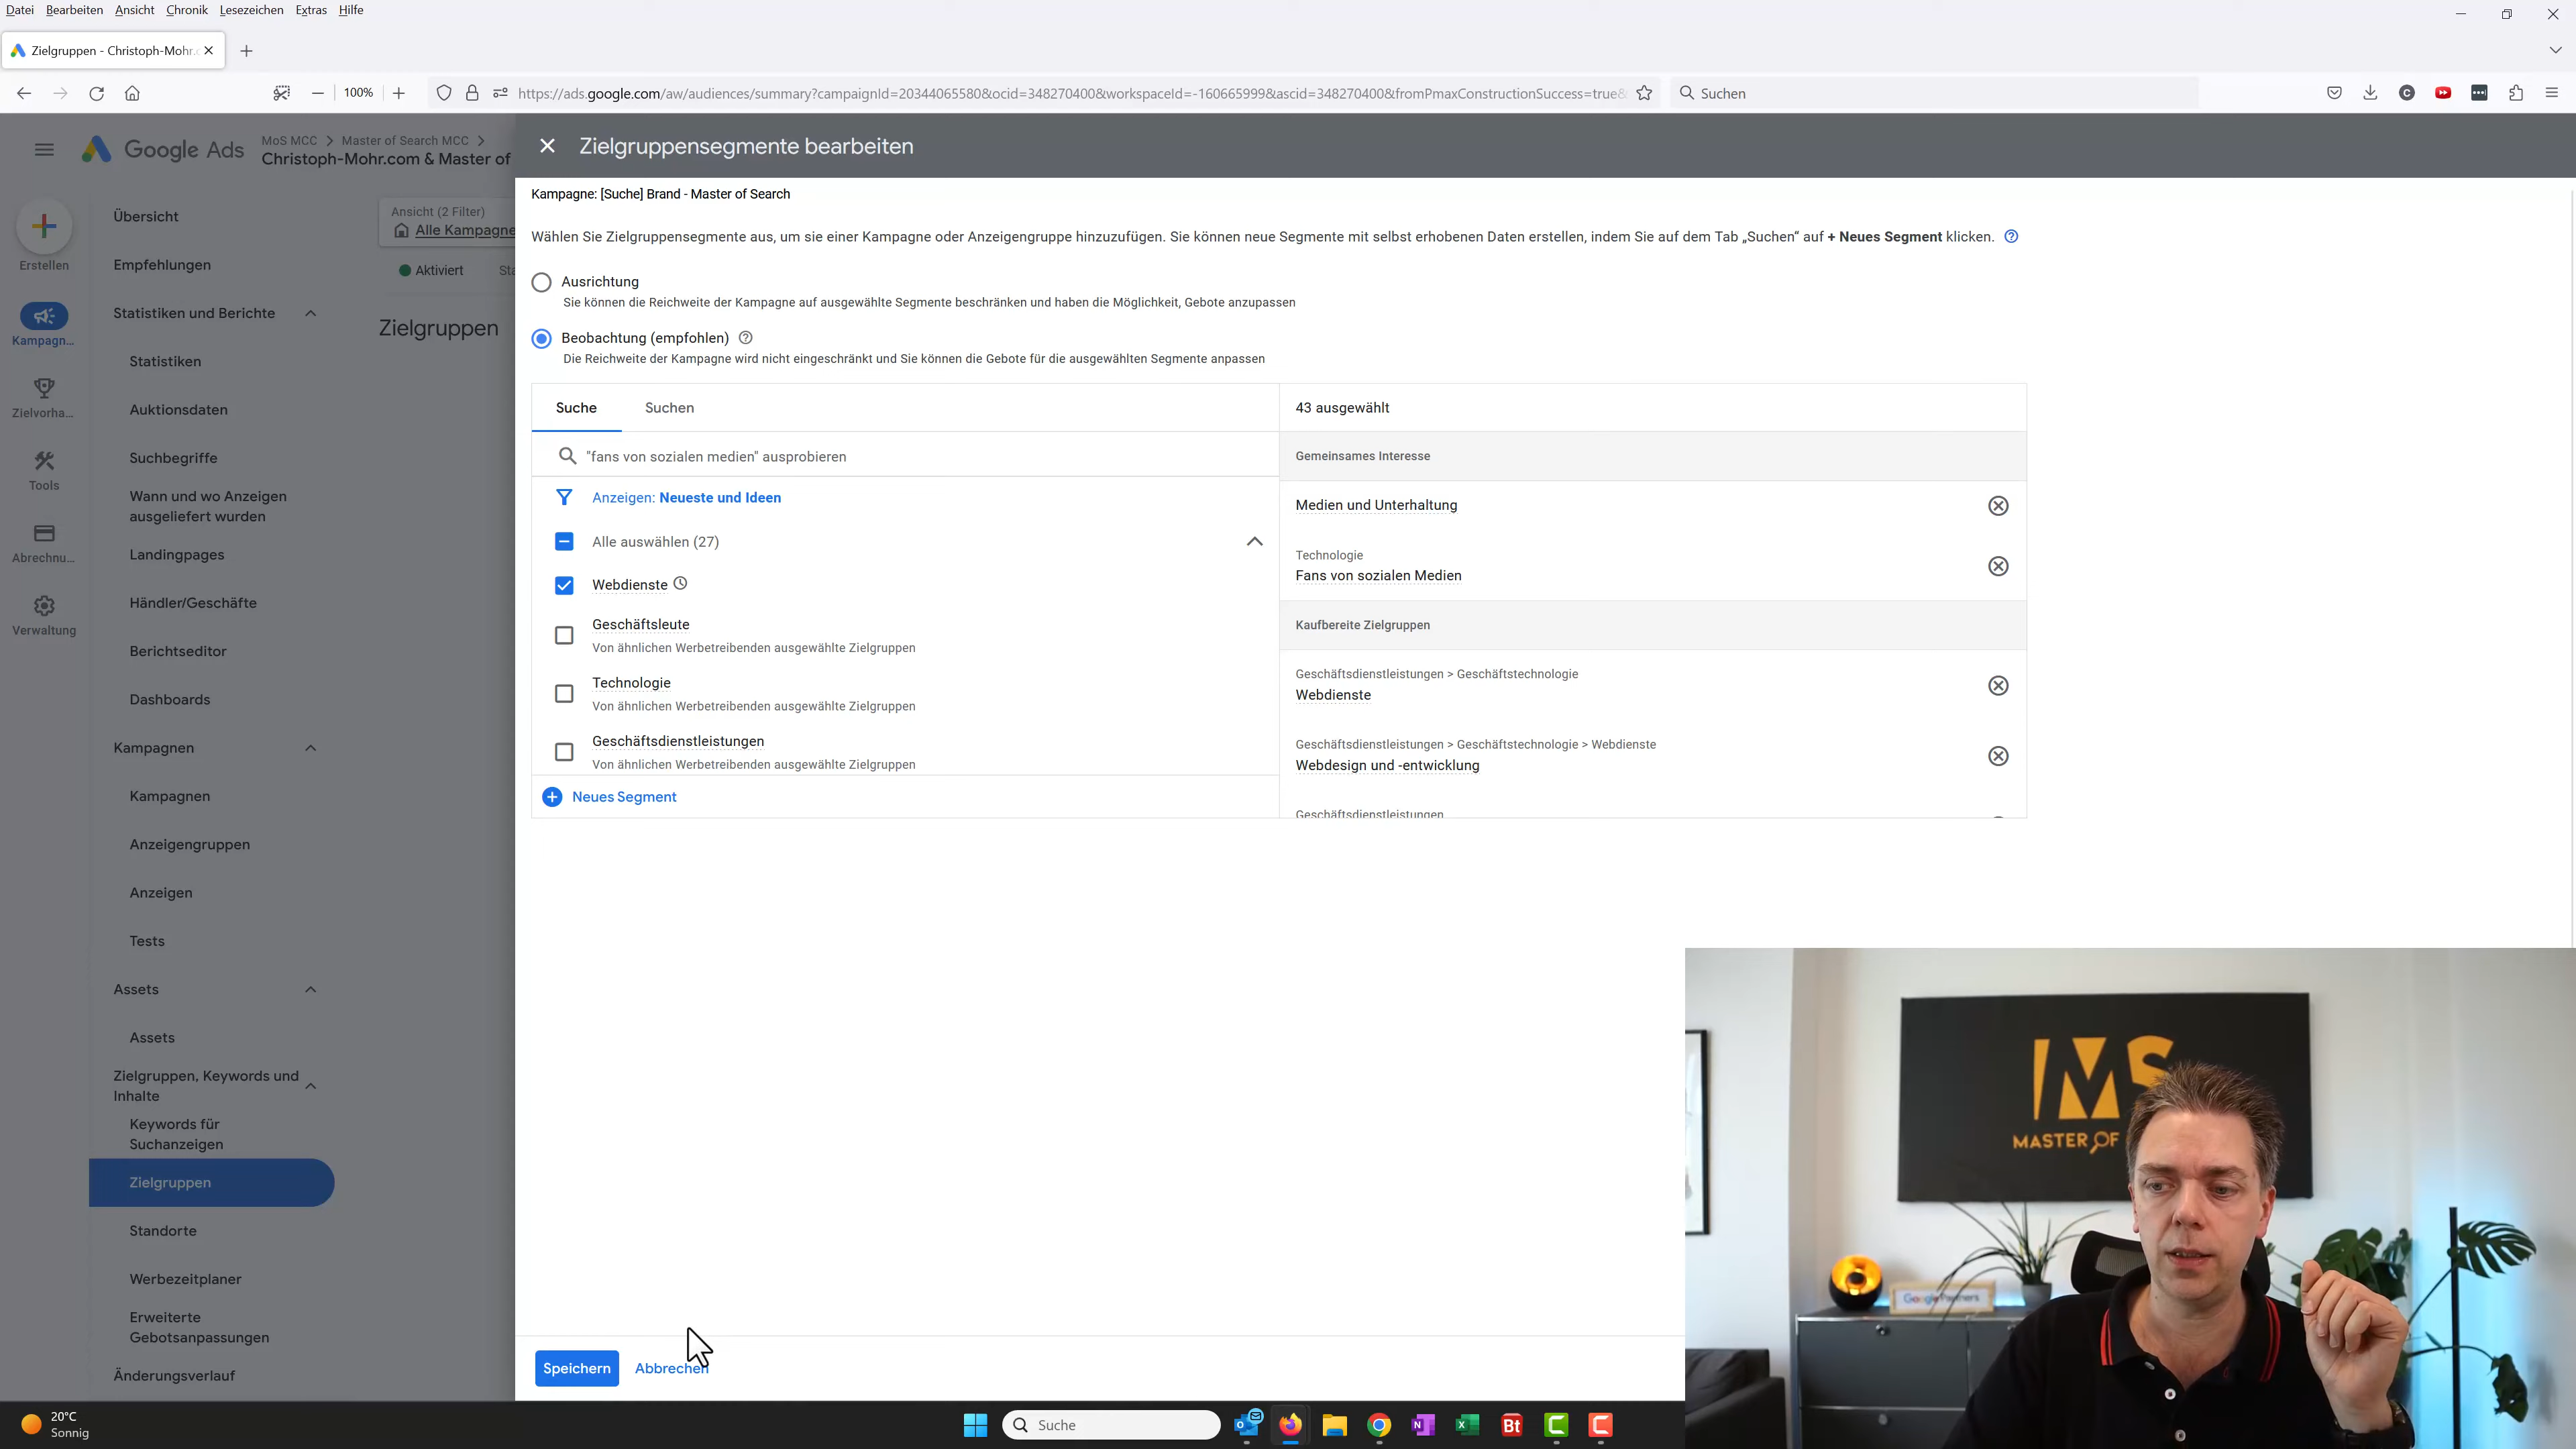 Datei Bearbeiten Ansicht Chronik Lesezeichen Extras Hilfe
Zielgruppen - Christoph-Mohr.c
100%
https://ads.google.com/aw/audiences/summary?campaignId=20344065580&ocid=348270400&workspaceId=-160665999&ascid=348270400&fromPmaxConstructionSuccess=true&
Suchen
Google Ads
MoS MCC > Master of Search MCC >
Christoph-Mohr.com & Master of
Zielgruppensegmente bearbeiten
Erstellen
Kampagn...
Zielvorha...
Tools
Abrechnu...
Verwaltung
Übersicht
Empfehlungen
Statistiken und Berichte
Statistiken
Auktionsdaten
Suchbegriffe
Wann und wo Anzeigen
ausgeliefert wurden
Landingpages
Händler/Geschäfte
Berichtseditor
Dashboards
Kampagnen
Kampagnen
Anzeigengruppen
Anzeigen
Tests
Assets
Assets
Zielgruppen, Keywords und
Inhalte
Keywords für
Suchanzeigen
Zielgruppen
Standorte
Werbezeitplaner
Erweiterte
Gebotsanpassungen
Änderungsverlauf
Ansicht (2 Filter)
Alle Kampagne
Aktiviert Sta
Zielgruppen
Kampagne: [Suche] Brand - Master of Search
Wählen Sie Zielgruppensegmente aus, um sie einer Kampagne oder Anzeigengruppe hinzuzufügen. Sie können neue Segmente mit selbst erhobenen Daten erstellen, indem Sie auf dem Tab „Suchen“ auf + Neues Segment klicken.
Ausrichtung
Sie können die Reichweite der Kampagne auf ausgewählte Segmente beschränken und haben die Möglichkeit, Gebote anzupassen
Beobachtung (empfohlen)
Die Reichweite der Kampagne wird nicht eingeschränkt und Sie können die Gebote für die ausgewählten Segmente anpassen
Suche Suchen
"fans von sozialen medien" ausprobieren
Anzeigen: Neueste und Ideen
Alle auswählen (27)
Webdienste
Geschäftsleute
Von ähnlichen Werbetreibenden ausgewählte Zielgruppen
Technologie
Von ähnlichen Werbetreibenden ausgewählte Zielgruppen
Geschäftsdienstleistungen
Von ähnlichen Werbetreibenden ausgewählte Zielgruppen
Neues Segment
43 ausgewählt
Gemeinsames Interesse
Medien und Unterhaltung
Technologie
Fans von sozialen Medien
Kaufbereite Zielgruppen
Geschäftsdienstleistungen > Geschäftstechnologie
Webdienste
Geschäftsdienstleistungen > Geschäftstechnologie > Webdienste
Webdesign und -entwicklung
Geschäftsdienstleistungen
Speichern Abbrechen
MS
MASTER OF
Google Partners
20°C
Sonnig
Suche
Bt